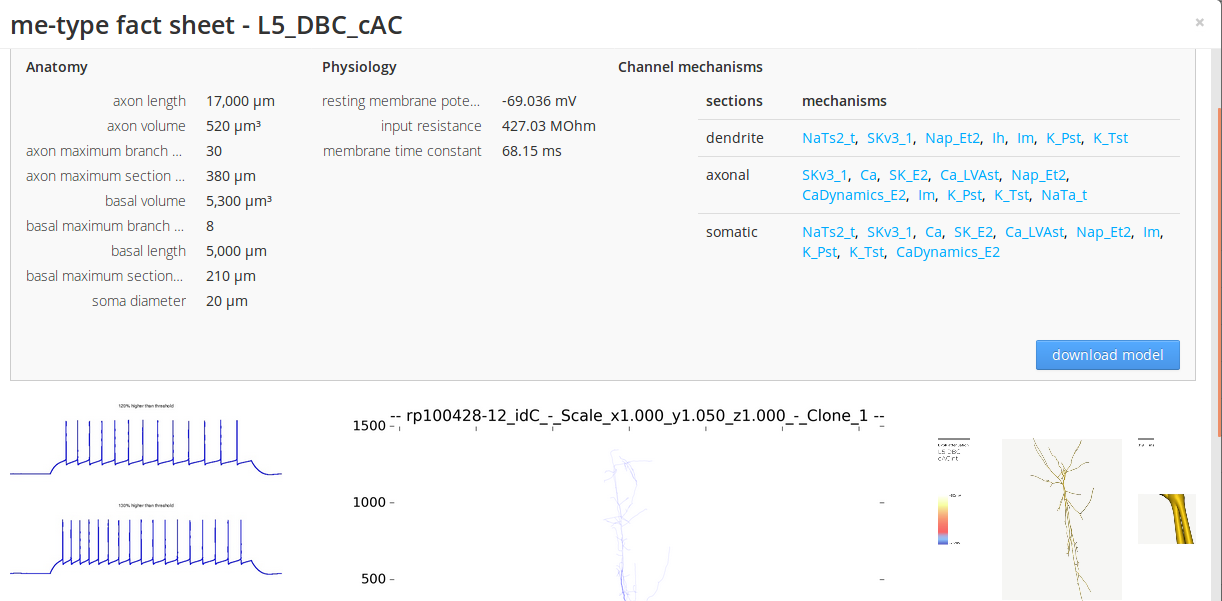 me-type fact sheet - L5_DBC_cAC
×
Anatomy
axon length 17,000 µm
axon volume 520 µm³
axon maximum branch ... 30
axon maximum section ... 380 µm
basal volume 5,300 µm³
basal maximum branch ... 8
basal length 5,000 µm
basal maximum section... 210 µm
soma diameter 20 µm
Physiology
resting membrane pote... -69.036 mV
input resistance 427.03 MOhm
membrane time constant 68.15 ms
Channel mechanisms
sections mechanisms
dendrite NaTs2_t, SKv3_1, Nap_Et2, Ih, Im, K_Pst, K_Tst
axonal SKv3_1, Ca, SK_E2, Ca_LVAst, Nap_Et2,
CaDynamics_E2, Im, K_Pst, K_Tst, NaTa_t
somatic NaTs2_t, SKv3_1, Ca, SK_E2, Ca_LVAst, Nap_Et2, Im,
K_Pst, K_Tst, CaDynamics_E2
download model
higher than threshold
higher than threshold
-- rp100428-12_idC_-_Scale_x1.000_y1.050_z1.000_-_Clone_1 --
1500
1000
500
L5 DBC